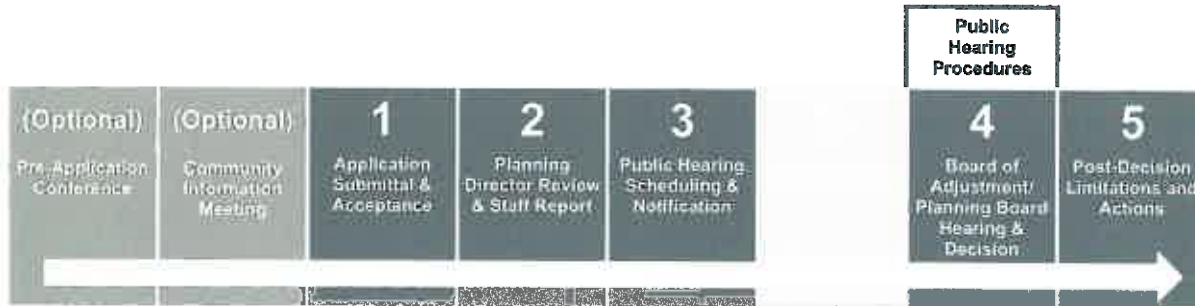 Public
Hearing
Procedures
(Optional)
Pre-Application
Conference
(Optional)
Community
Information
Meeting
1
Application
Submittal &
Acceptance
2
Planning
Director Review
& Staff Report
3
Public Hearing
Scheduling &
Notification
4
Board of
Adjustment/
Planning Board
Hearing &
Decision
5
Post-Decision
Limitations and
Actions